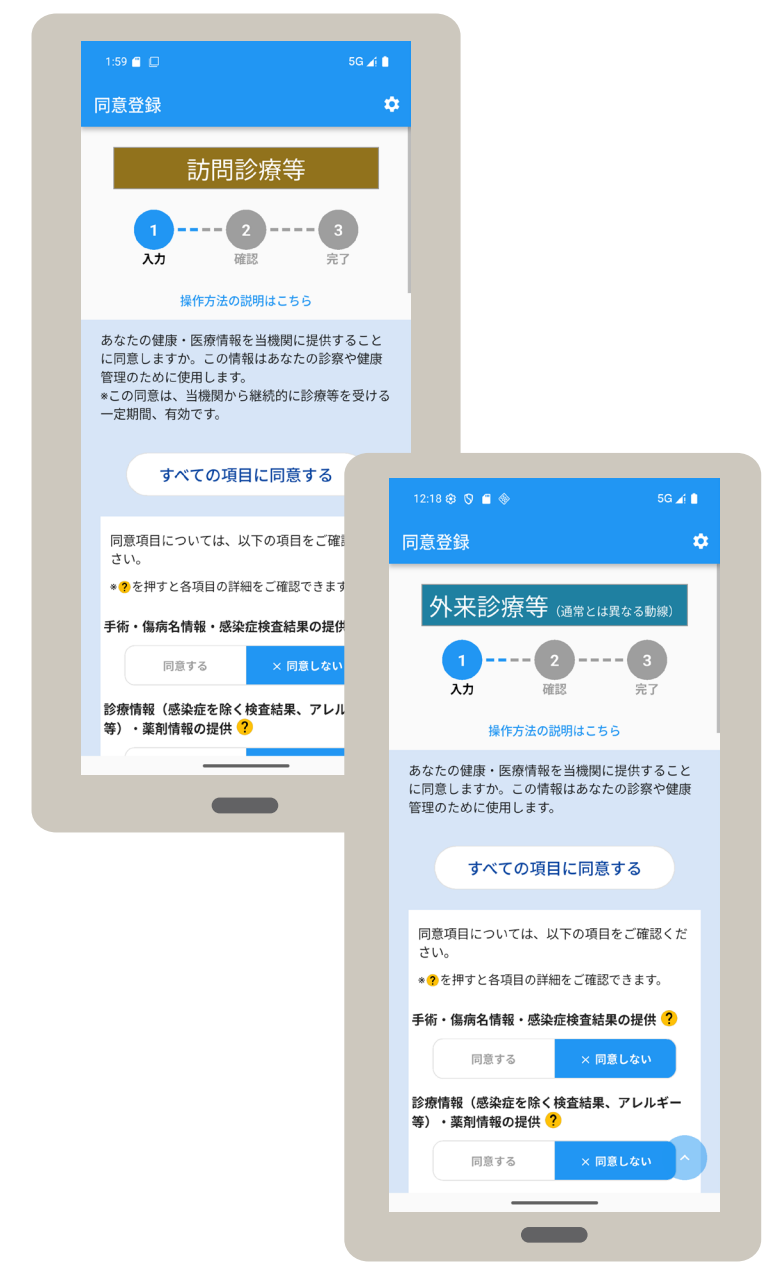 1:59
5G
同意登録
訪問診療等
1
2
3
入力
確認
完了
操作方法の説明はこちら
あなたの健康・医療情報を当機関に提供すること
に同意しますか。この情報はあなたの診察や健康
管理のために使用します。
※この同意は、当機関から継続的に診療等を受ける
一定期間、有効です。
すべての項目に同意する
同意項目については、以下の項目をご確認
さい。
※?を押すと各項目の詳細をご確認できます
手術・傷病名情報・感染症検査結果の提供
同意する
× 同意しない
診療情報（感染症を除く検査結果、アレル
等）・薬剤情報の提供 ?
12:18
5G
同意登録
外来診療等（通常とは異なる動線）
1
2
3
入力
確認
完了
操作方法の説明はこちら
あなたの健康・医療情報を当機関に提供すること
に同意しますか。この情報はあなたの診察や健康
管理のために使用します。
すべての項目に同意する
同意項目については、以下の項目をご確認くだ
さい。
※?を押すと各項目の詳細をご確認できます。
手術・傷病名情報・感染症検査結果の提供 ?
同意する
× 同意しない
診療情報（感染症を除く検査結果、アレルギー
等）・薬剤情報の提供 ?
同意する
× 同意しない